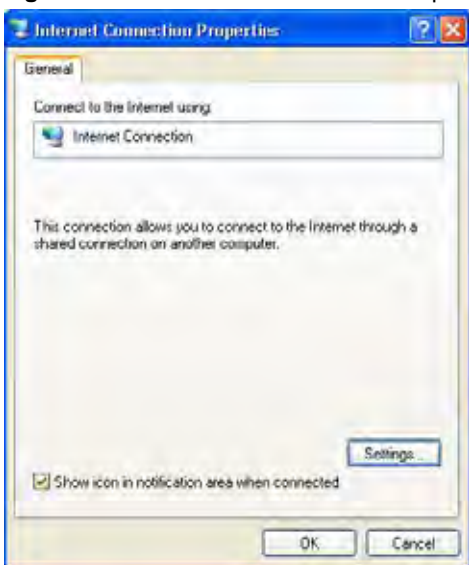 Internet Connection Properties
General
Connect to the Internet using:
Internet Connection
This connection allows you to connect to the Internet through a
shared connection on another computer.
Settings...
Show icon in notification area when connected
OK
Cancel